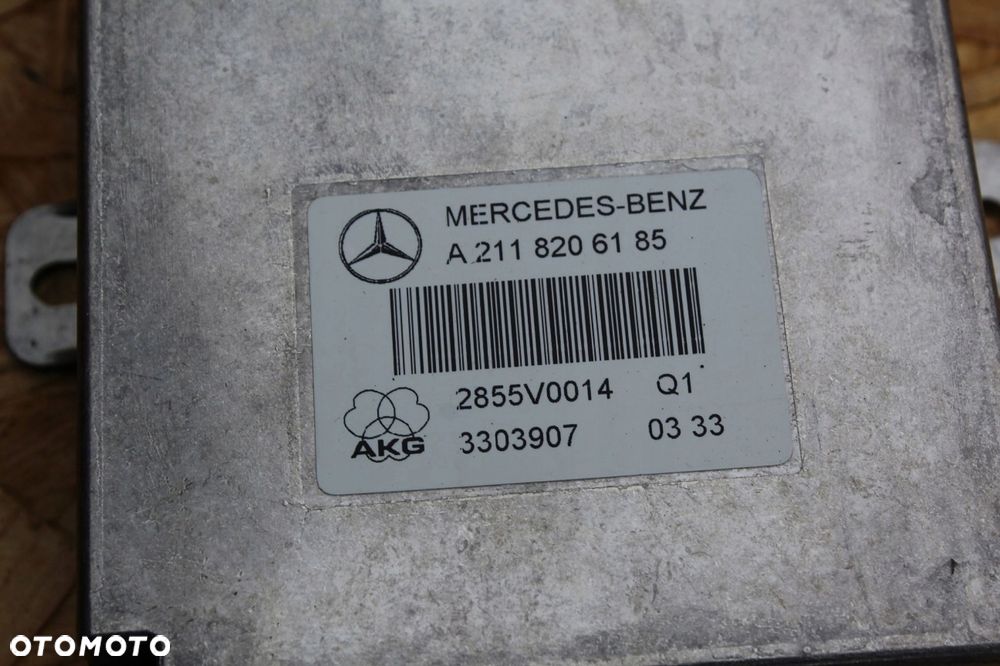 MERCEDES-BENZ
A 211 820 61 85
2855V0014 Q1
AKG
3303907 03 33
OTOMOTO